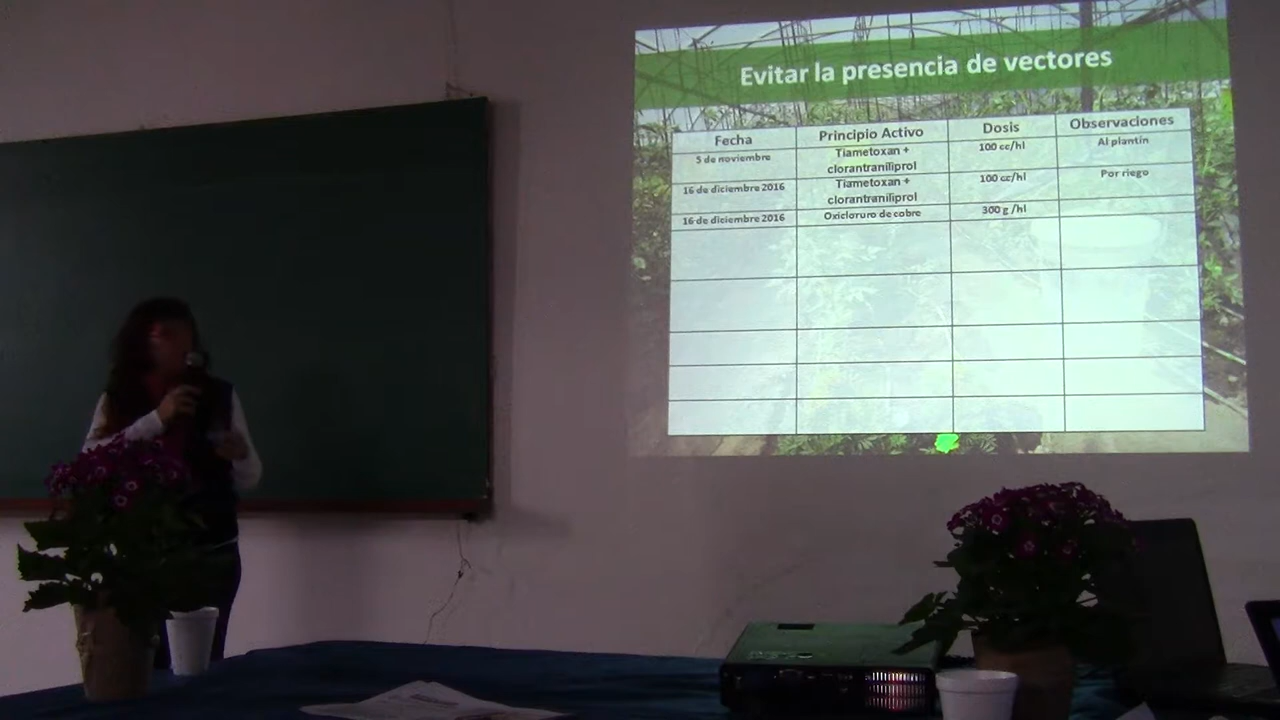 Evitar la presencia de vectores
Fecha Principio Activo Dosis Observaciones
5 de noviembre Tiametoxan + clorantraniliprol 100 cc/hl Al plantín
16 de diciembre 2016 Tiametoxan + clorantraniliprol 100 cc/hl Por riego
16 de diciembre 2016 Oxicloruro de cobre 300 g /hl